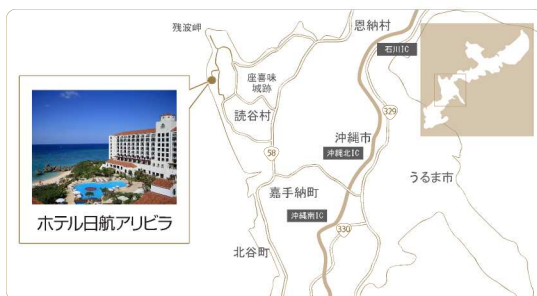 残波岬
恩納村
石川IC
座喜味
城跡
読谷村
329
沖縄市
58
沖縄北IC
うるま市
嘉手納町
ホテル日航アリビラ
沖縄南IC
330
北谷町